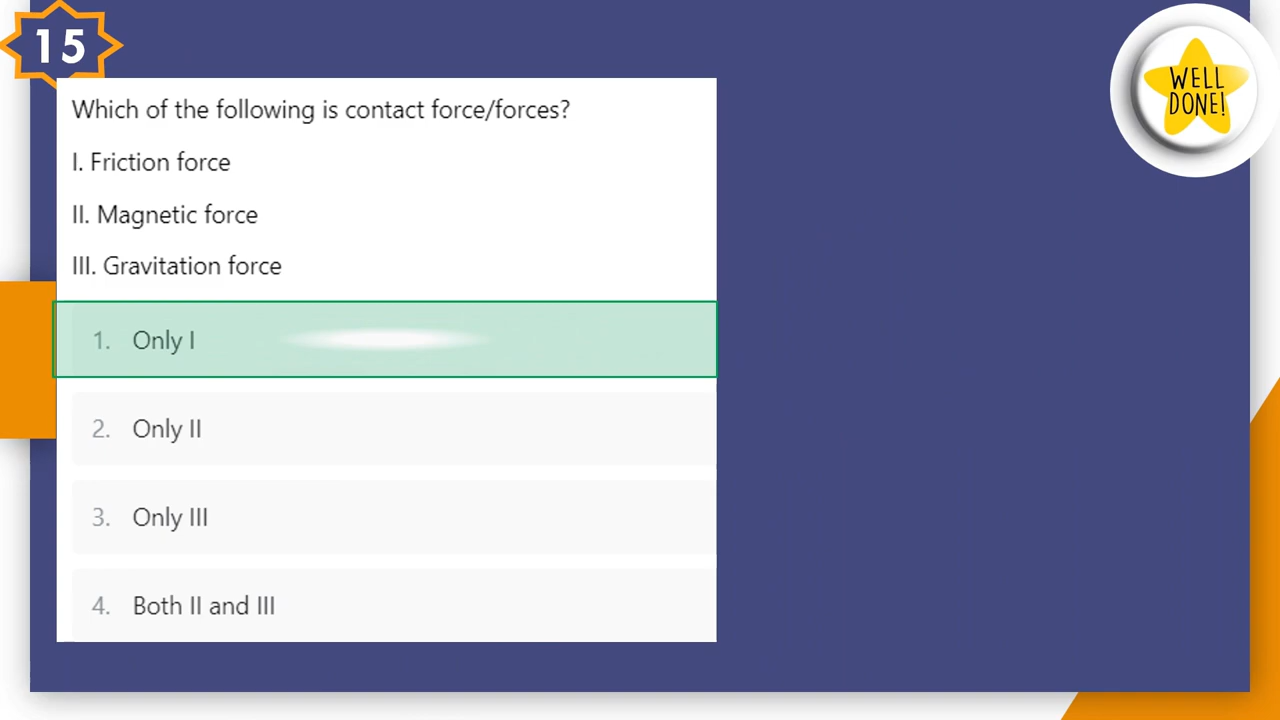 15
WELL
DONE!
Which of the following is contact force/forces?
I. Friction force
II. Magnetic force
III. Gravitation force
1. Only I
2. Only II
3. Only III
4. Both II and III